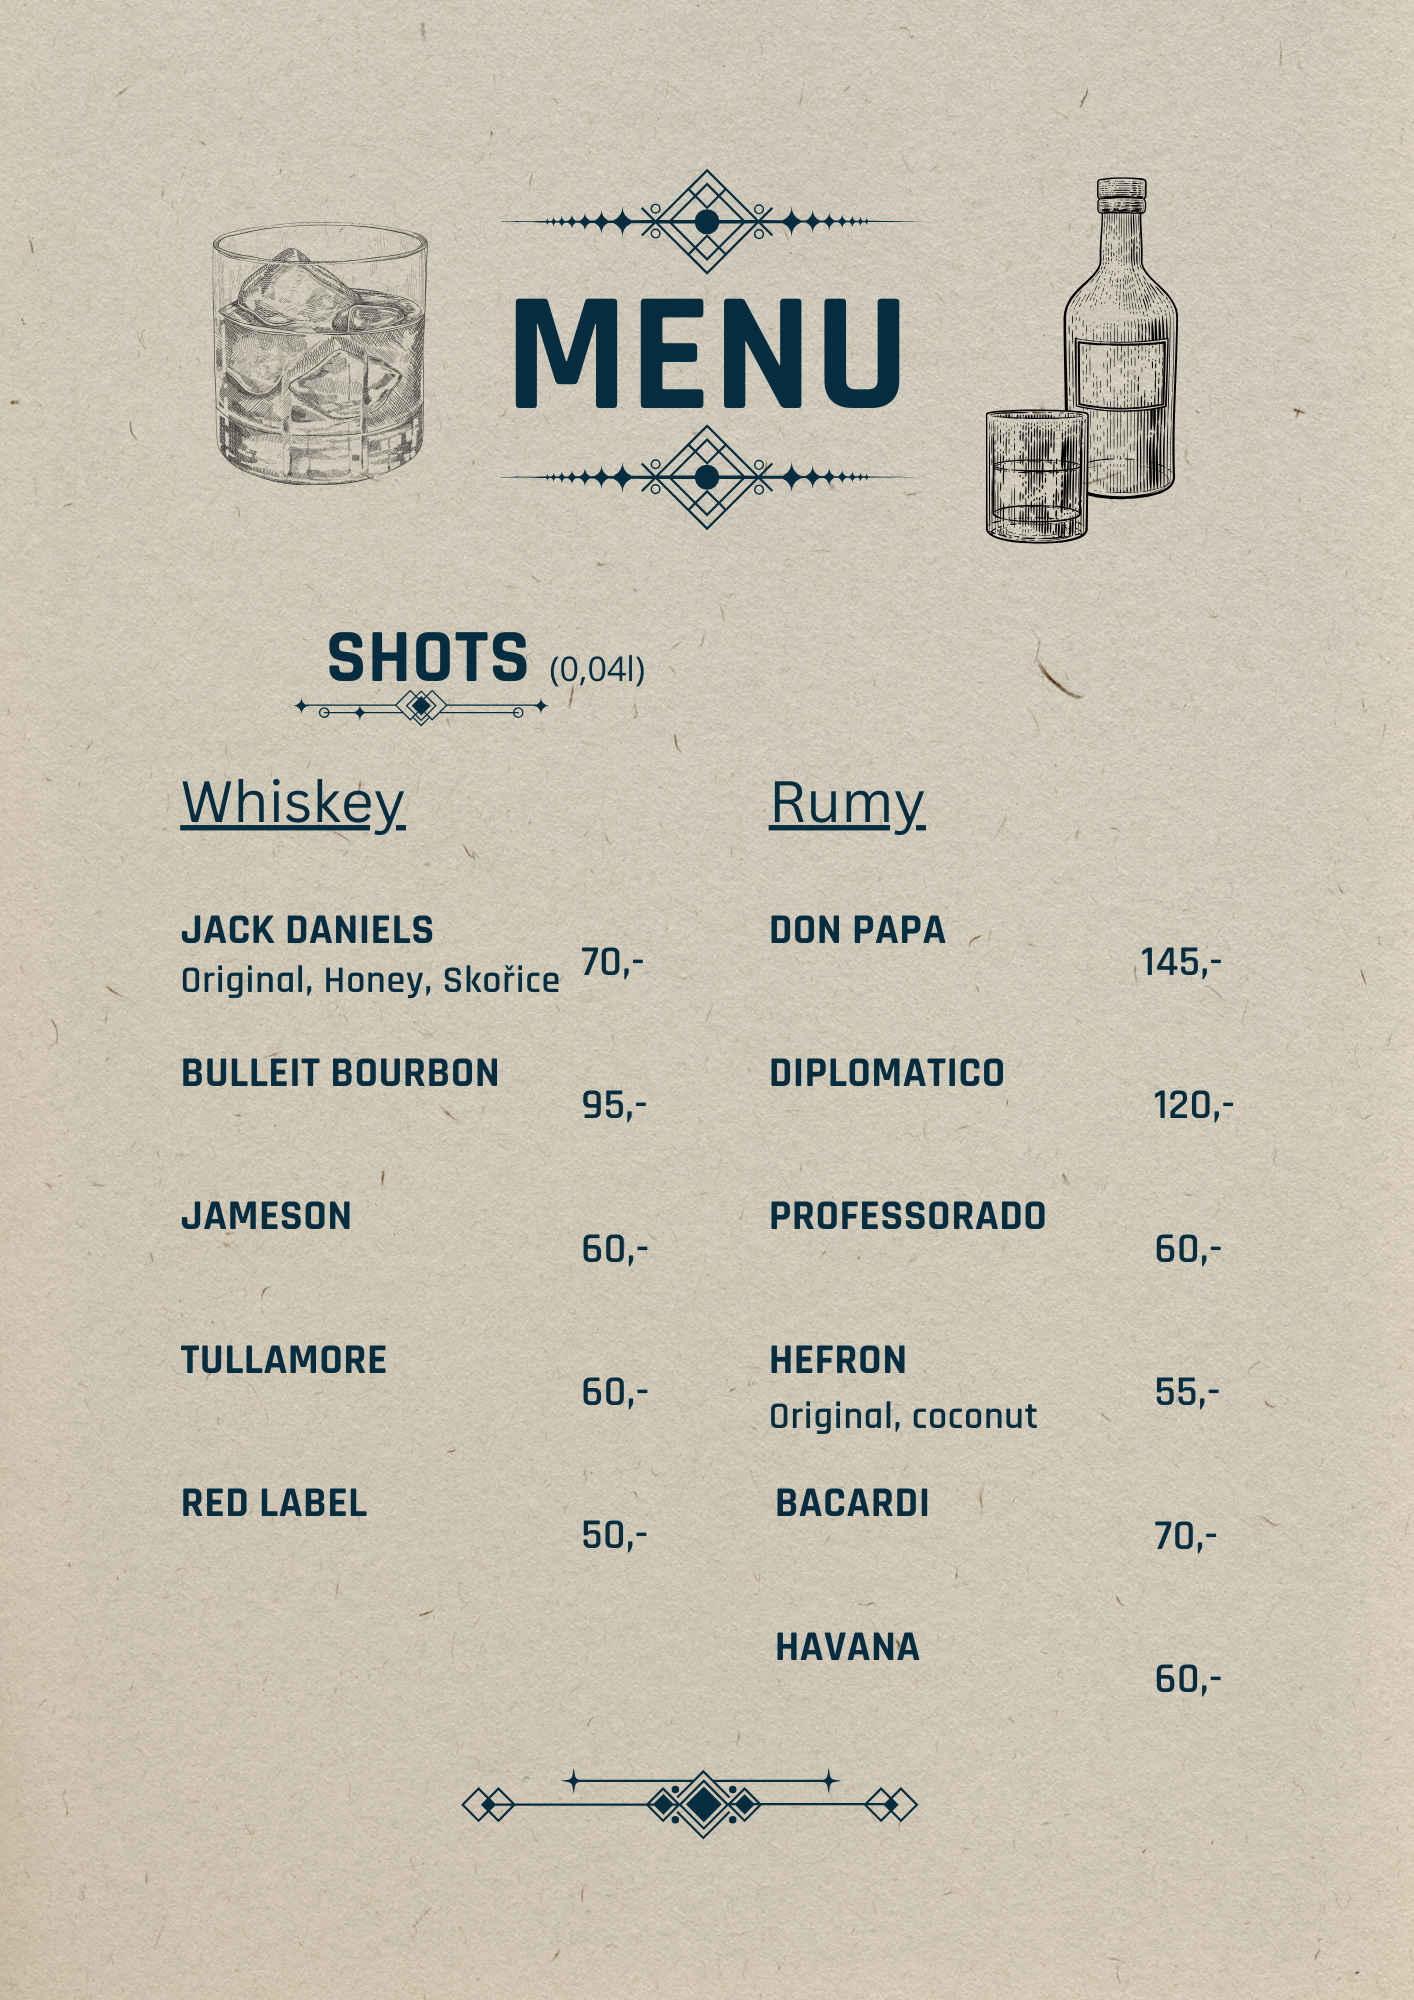 MENU
SHOTS (0,04l)
Whiskey
JACK DANIELS
Original, Honey, Skořice 70,-
BULLEIT BOURBON
95,-
JAMESON
60,-
TULLAMORE
60,-
RED LABEL
50,-
Rumy
DON PAPA
145,-
DIPLOMATICO
120,-
PROFESSORADO
60,-
HEFRON
55,-
Original, coconut
BACARDI
70,-
HAVANA
60,-